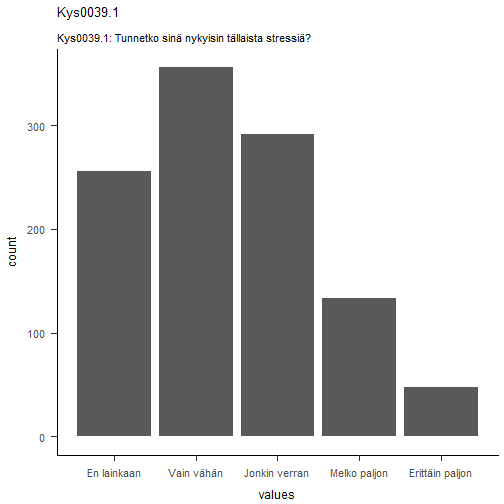 Kys0039.1
Kys0039.1: Tunnetko sinä nykyisin tällaista stressiä?
count
300
200
100
0
En lainkaan
Vain vähän
Jonkin verran
Melko paljon
Erittäin paljon
values